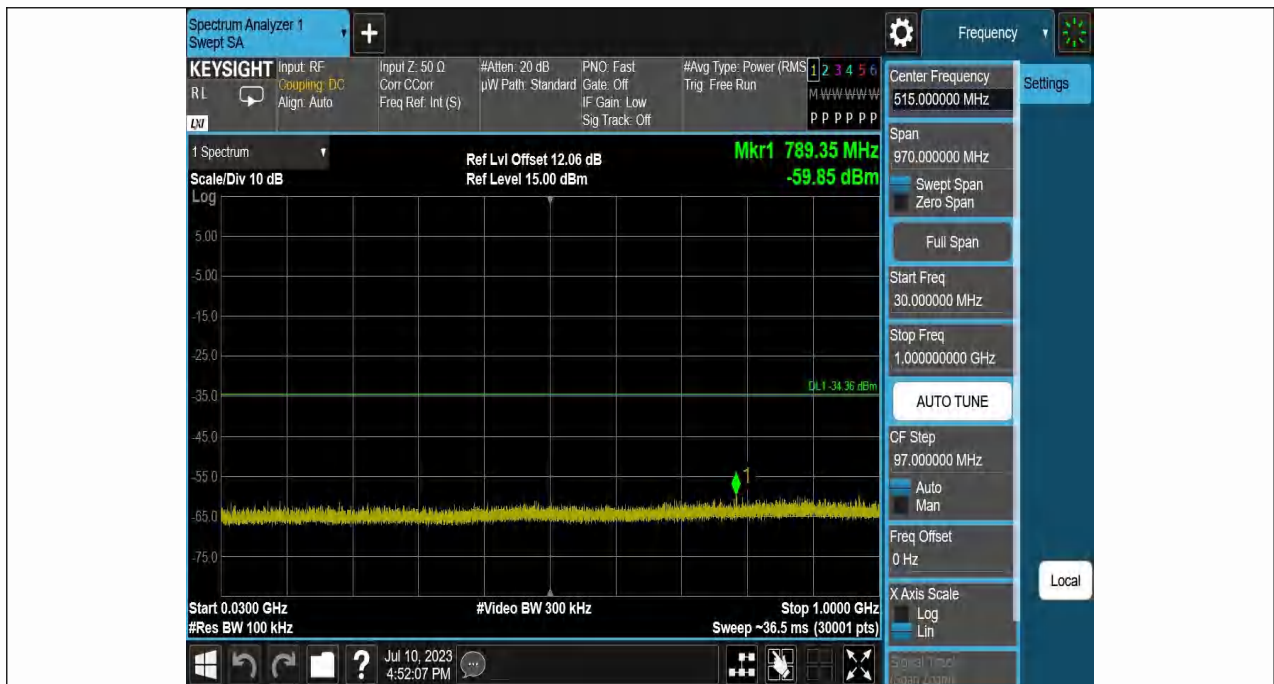 Spectrum Analyzer 1
Swept SA
+
Frequency
KEYSIGHT
RL
LXI
Input: RF
Coupling: DC
Align: Auto
Input Z: 50 Ω
Corr CCorr
Freq Ref: Int (S)
#Atten: 20 dB
µW Path: Standard
PNO: Fast
Gate: Off
IF Gain: Low
Sig Track: Off
#Avg Type: Power (RMS
Trig: Free Run
1 2 3 4 5 6
M W W W W W
P P P P P P
1 Spectrum
Scale/Div 10 dB
Ref Lvl Offset 12.06 dB
Ref Level 15.00 dBm
Mkr1 789.35 MHz
-59.85 dBm
Log
5.00
-5.00
-15.0
-25.0
-35.0
-45.0
-55.0
-65.0
-75.0
DL1 -34.36 dBm
1
Start 0.0300 GHz
#Res BW 100 kHz
#Video BW 300 kHz
Stop 1.0000 GHz
Sweep ~36.5 ms (30001 pts)
Center Frequency
515.000000 MHz
Settings
Span
970.000000 MHz
Swept Span
Zero Span
Full Span
Start Freq
30.000000 MHz
Stop Freq
1.000000000 GHz
AUTO TUNE
CF Step
97.000000 MHz
Auto
Man
Freq Offset
0 Hz
X Axis Scale
Log
Lin
Signal Track
(Span Zoom)
Local
?
Jul 10, 2023
4:52:07 PM